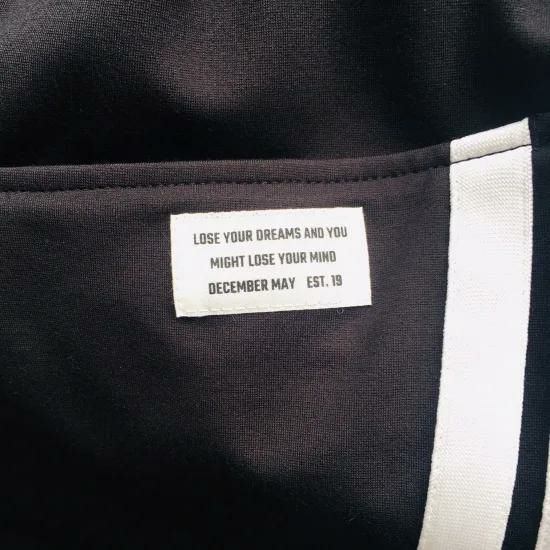 LOSE YOUR DREAMS AND YOU
MIGHT LOSE YOUR MIND
DECEMBER MAY EST. 19